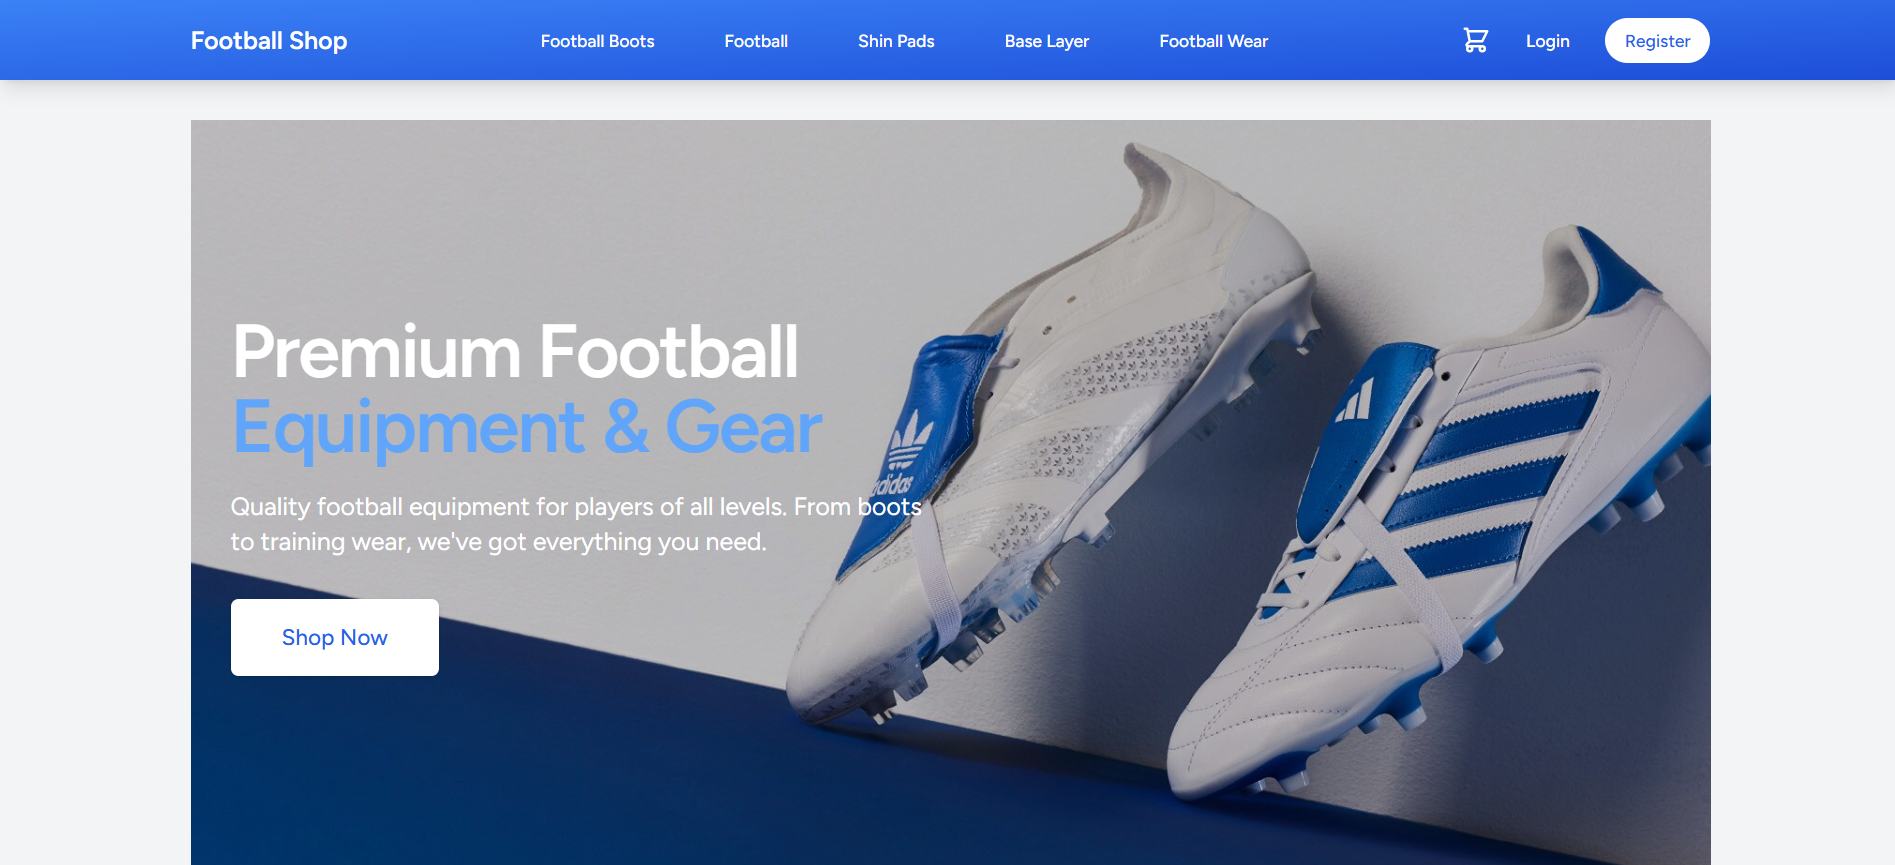 Football Shop
Football Boots
Football
Shin Pads
Base Layer
Football Wear
Login
Register
Premium Football
Equipment & Gear
Quality football equipment for players of all levels. From boots
to training wear, we've got everything you need.
Shop Now
adidas